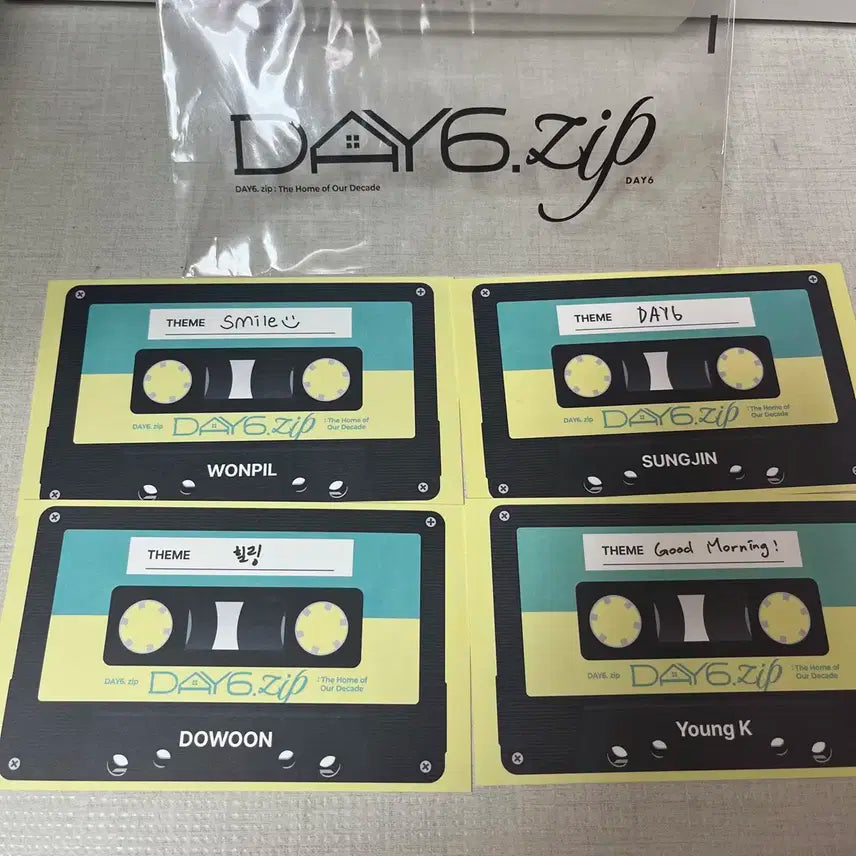 DAY6.zip
DAY6. zip : The Home of Our Decade
DAY6
THEME Smile
DAY6. zip
DAY6.zip
: The Home of
Our Decade
WONPIL
THEME DAY6
DAY6. zip
DAY6.zip
: The Home of
Our Decade
SUNGJIN
THEME 힐링
DAY6. zip
DAY6.zip
: The Home of
Our Decade
DOWOON
THEME Good Morning!
DAY6. zip
DAY6.zip
: The Home of
Our Decade
Young K